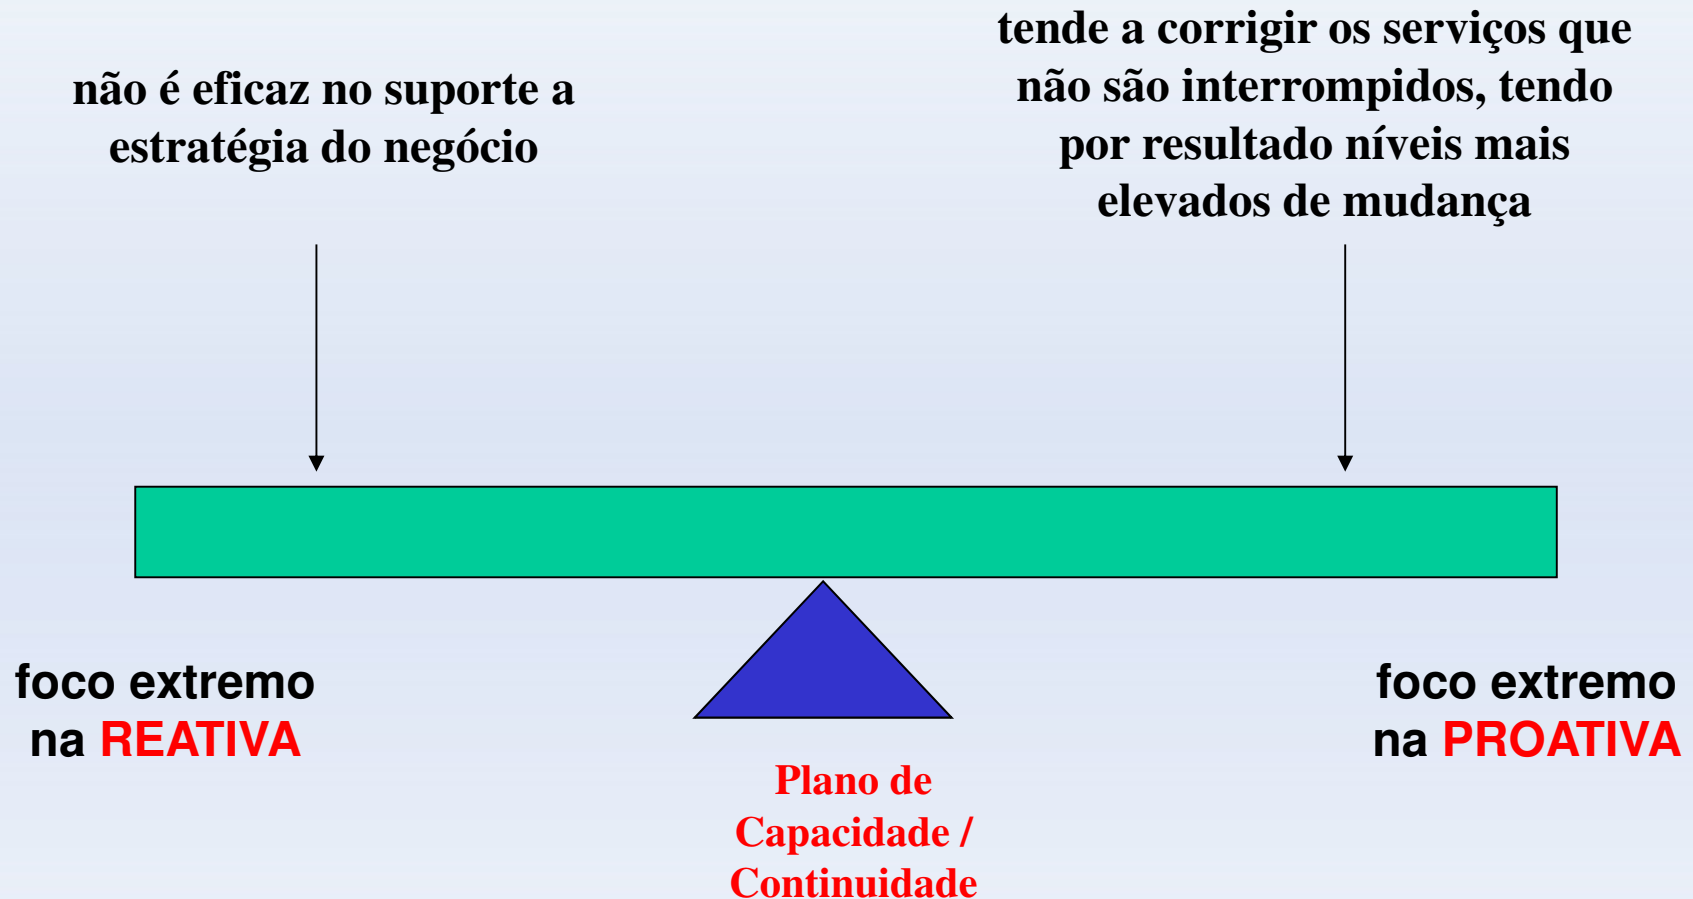 não é eficaz no suporte a
estratégia do negócio
tende a corrigir os serviços que
não são interrompidos, tendo
por resultado níveis mais
elevados de mudança
foco extremo
na REATIVA
foco extremo
na PROATIVA
Plano de
Capacidade /
Continuidade